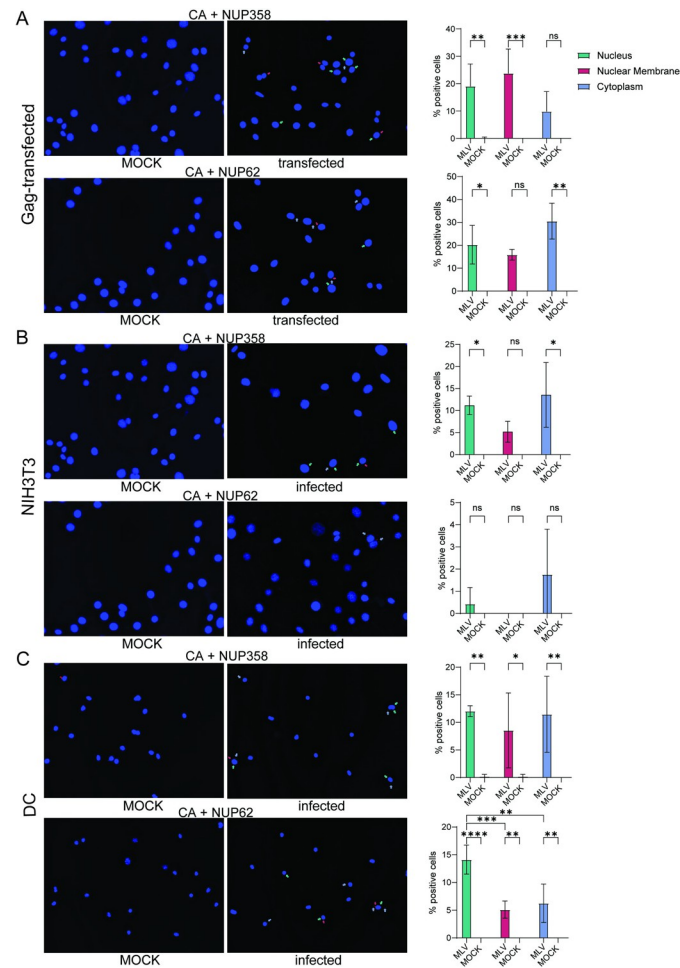 A
Gag-transfected
CA + NUP358
MOCK
transfected
CA + NUP62
MOCK
transfected
% positive cells
40
30
20
10
0
** *** ns
MLV MOCK MLV MOCK MLV MOCK
Nucleus
Nuclear Membrane
Cytoplasm
% positive cells
50
40
30
20
10
0
* ns **
MLV MOCK MLV MOCK MLV MOCK
B
NIH3T3
CA + NUP358
MOCK
infected
CA + NUP62
MOCK
infected
% positive cells
25
20
15
10
5
0
* ns *
MLV MOCK MLV MOCK MLV MOCK
% positive cells
5
4
3
2
1
0
ns ns ns
MLV MOCK MLV MOCK MLV MOCK
C
DC
CA + NUP358
MOCK
infected
CA + NUP62
MOCK
infected
% positive cells
25
20
15
10
5
0
** * **
MLV MOCK MLV MOCK MLV MOCK
% positive cells
20
15
10
5
0
**
***
**** ** **
MLV MOCK MLV MOCK MLV MOCK